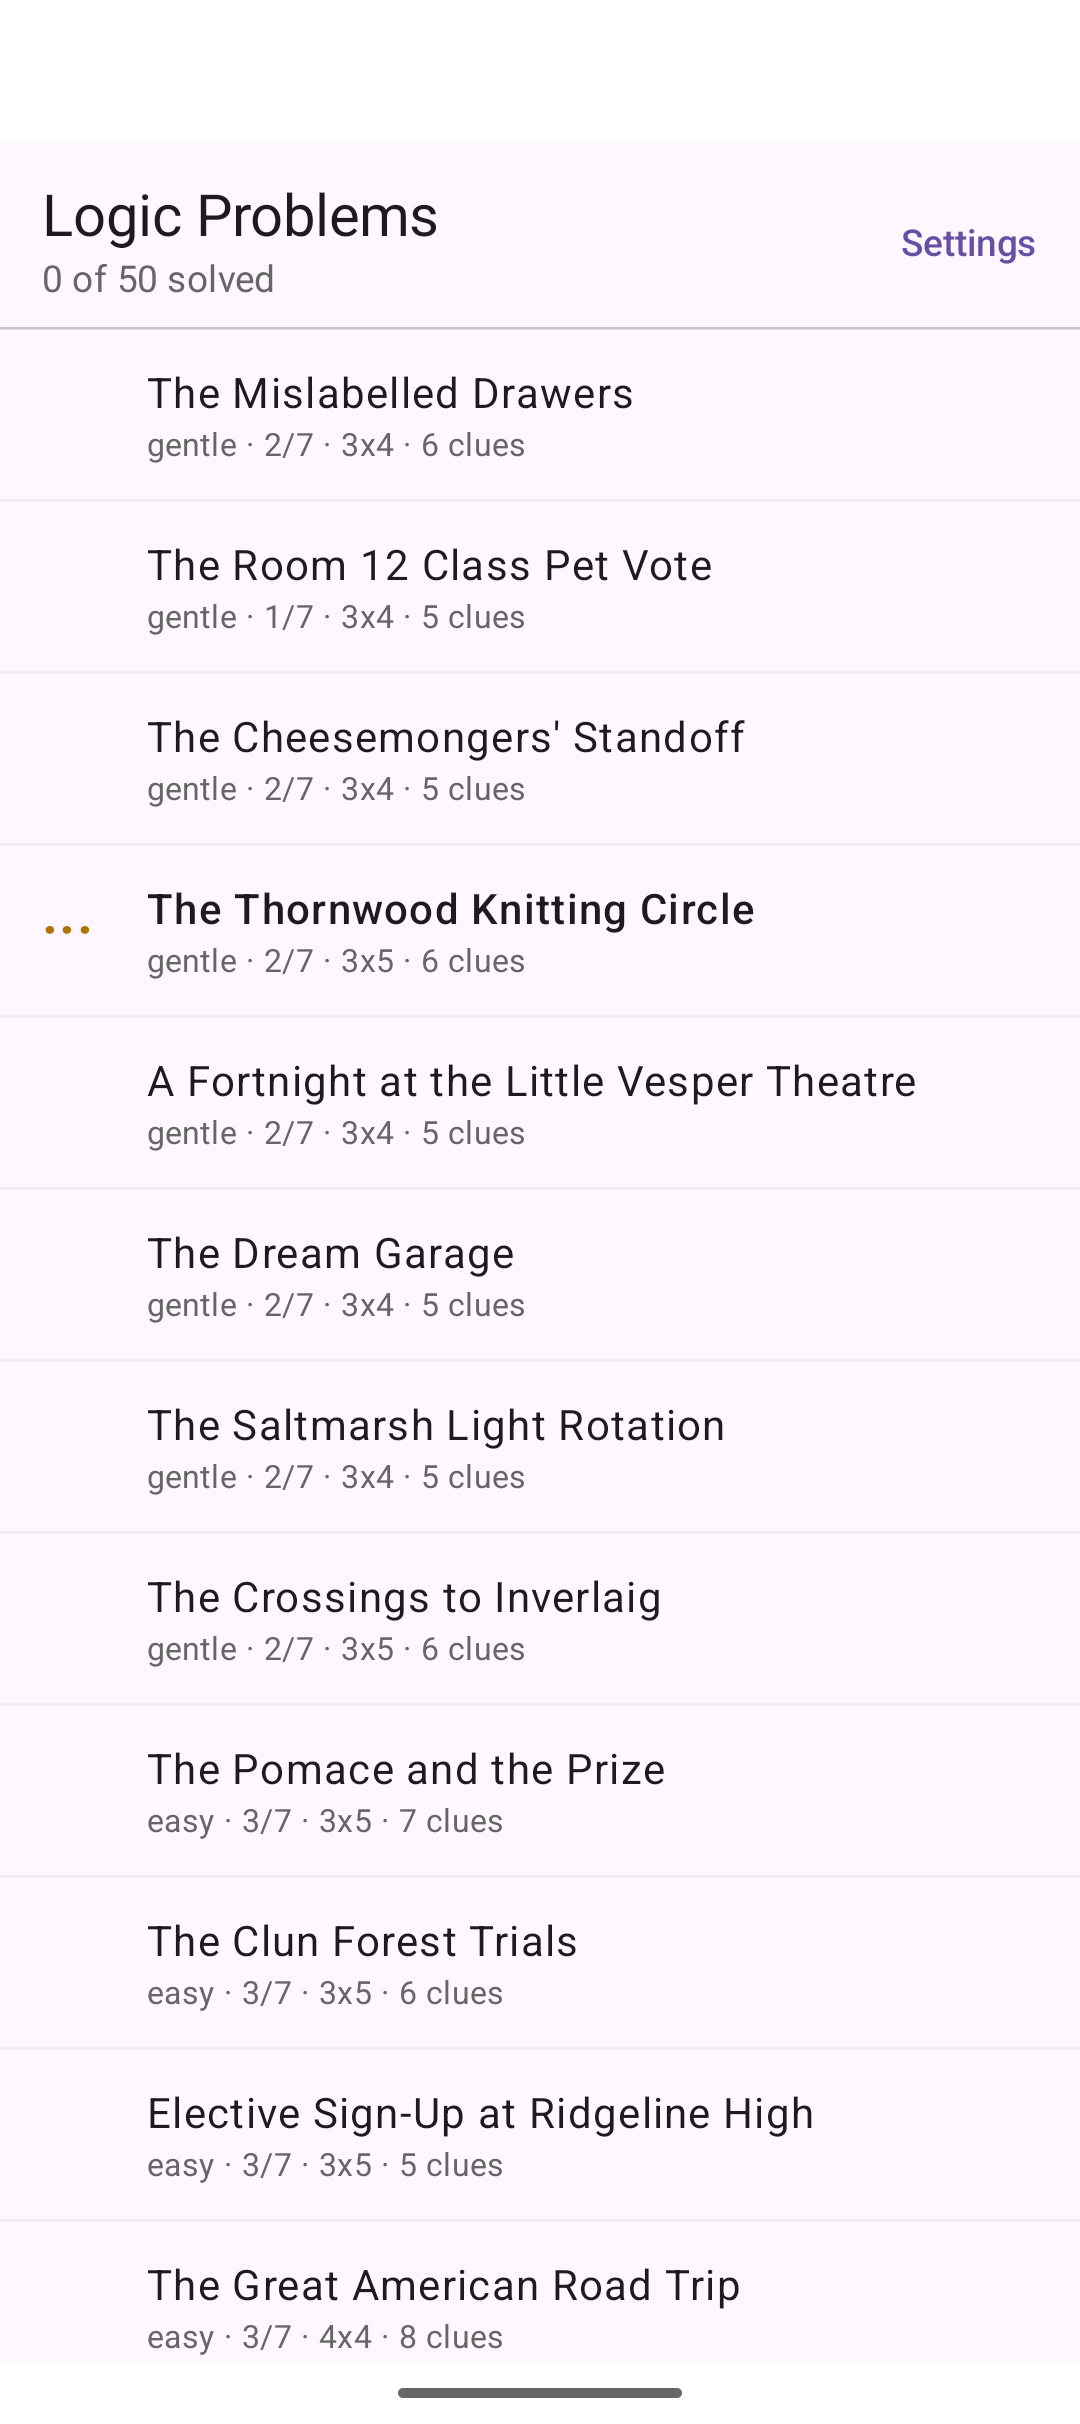 Logic Problems
0 of 50 solved
Settings
The Mislabelled Drawers
gentle · 2/7 · 3x4 · 6 clues
The Room 12 Class Pet Vote
gentle · 1/7 · 3x4 · 5 clues
The Cheesemongers' Standoff
gentle · 2/7 · 3x4 · 5 clues
...
The Thornwood Knitting Circle
gentle · 2/7 · 3x5 · 6 clues
A Fortnight at the Little Vesper Theatre
gentle · 2/7 · 3x4 · 5 clues
The Dream Garage
gentle · 2/7 · 3x4 · 5 clues
The Saltmarsh Light Rotation
gentle · 2/7 · 3x4 · 5 clues
The Crossings to Inverlaig
gentle · 2/7 · 3x5 · 6 clues
The Pomace and the Prize
easy · 3/7 · 3x5 · 7 clues
The Clun Forest Trials
easy · 3/7 · 3x5 · 6 clues
Elective Sign-Up at Ridgeline High
easy · 3/7 · 3x5 · 5 clues
The Great American Road Trip
easy · 3/7 · 4x4 · 8 clues